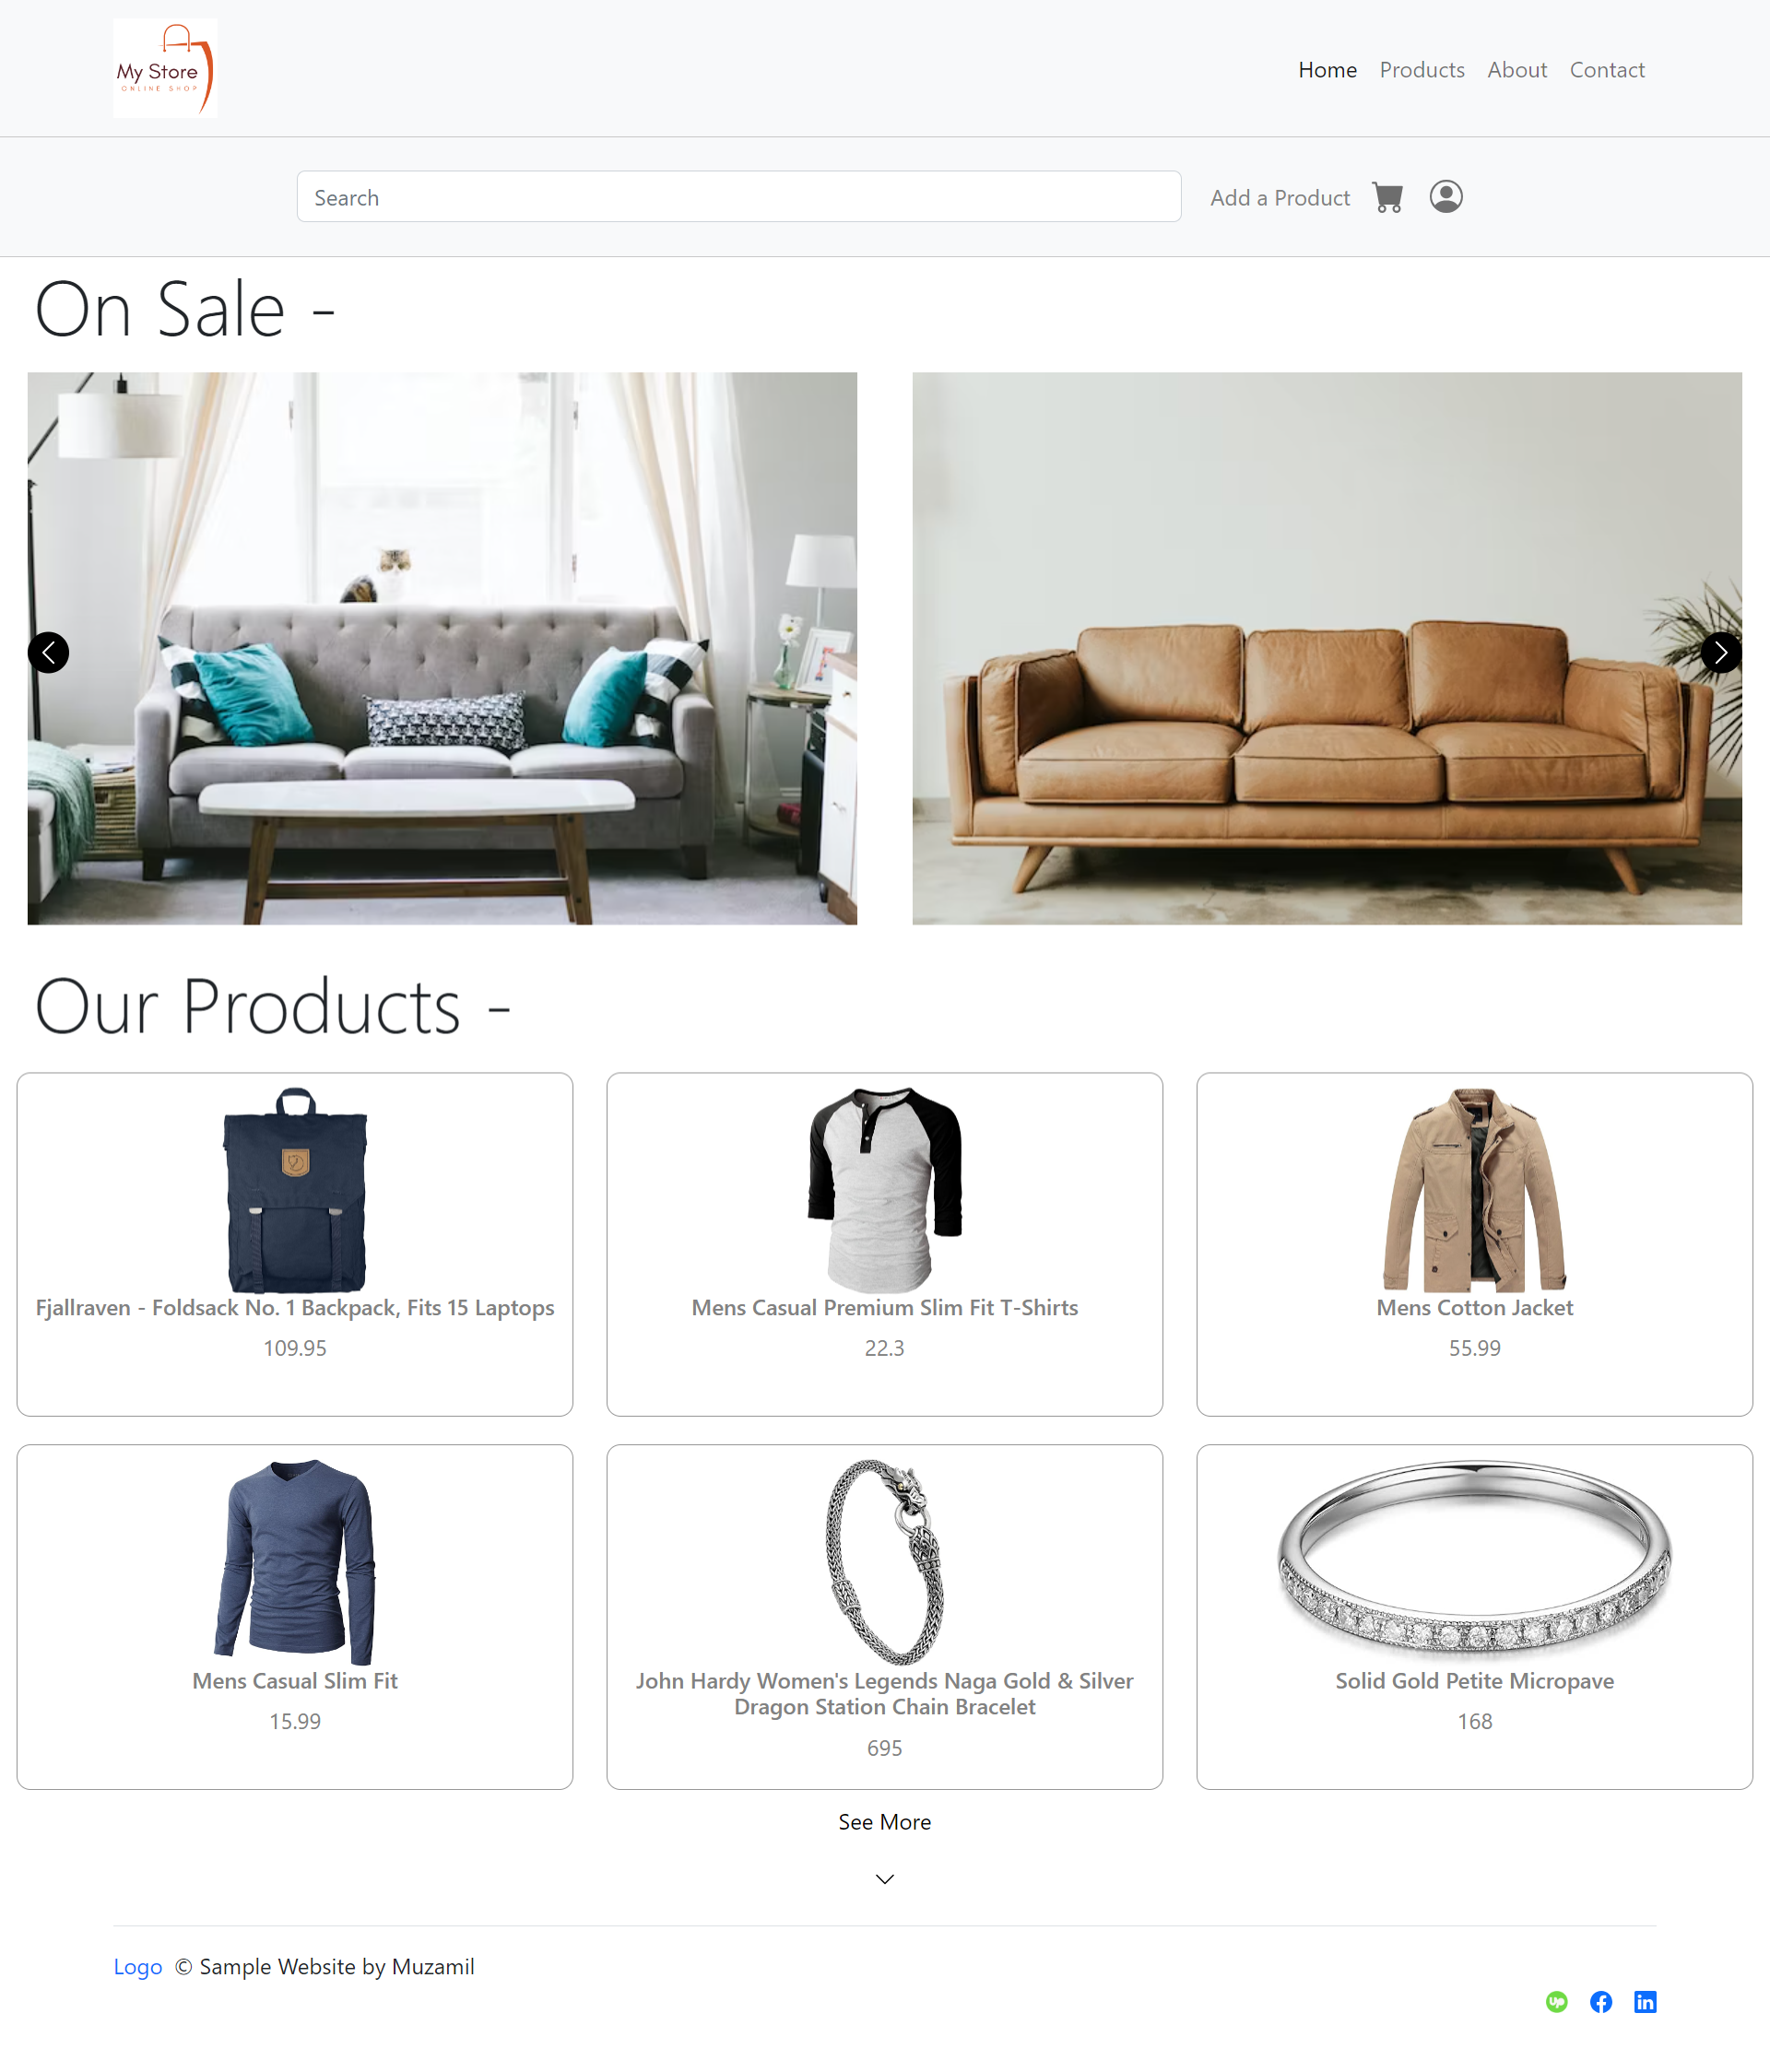 My Store
ONLINE SHOP
Home Products About Contact
Search
Add a Product
On Sale -
Our Products -
Fjallraven - Foldsack No. 1 Backpack, Fits 15 Laptops
109.95
Mens Casual Premium Slim Fit T-Shirts
22.3
Mens Cotton Jacket
55.99
Mens Casual Slim Fit
15.99
John Hardy Women's Legends Naga Gold & Silver
Dragon Station Chain Bracelet
695
Solid Gold Petite Micropave
168
See More
Logo © Sample Website by Muzamil
up
in